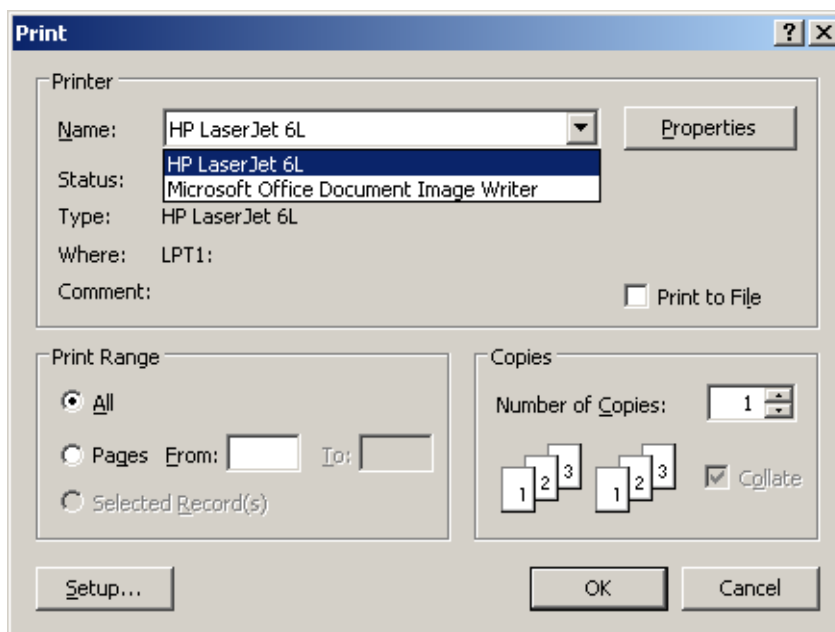 Print
Printer
Name: HP LaserJet 6L Properties
HP LaserJet 6L
Status: Microsoft Office Document Image Writer
Type: HP LaserJet 6L
Where: LPT1:
Comment: Print to File
Print Range
All
Pages From: To:
Selected Record(s)
Copies
Number of Copies: 1
1 2 3 1 2 3 Collate
Setup... OK Cancel